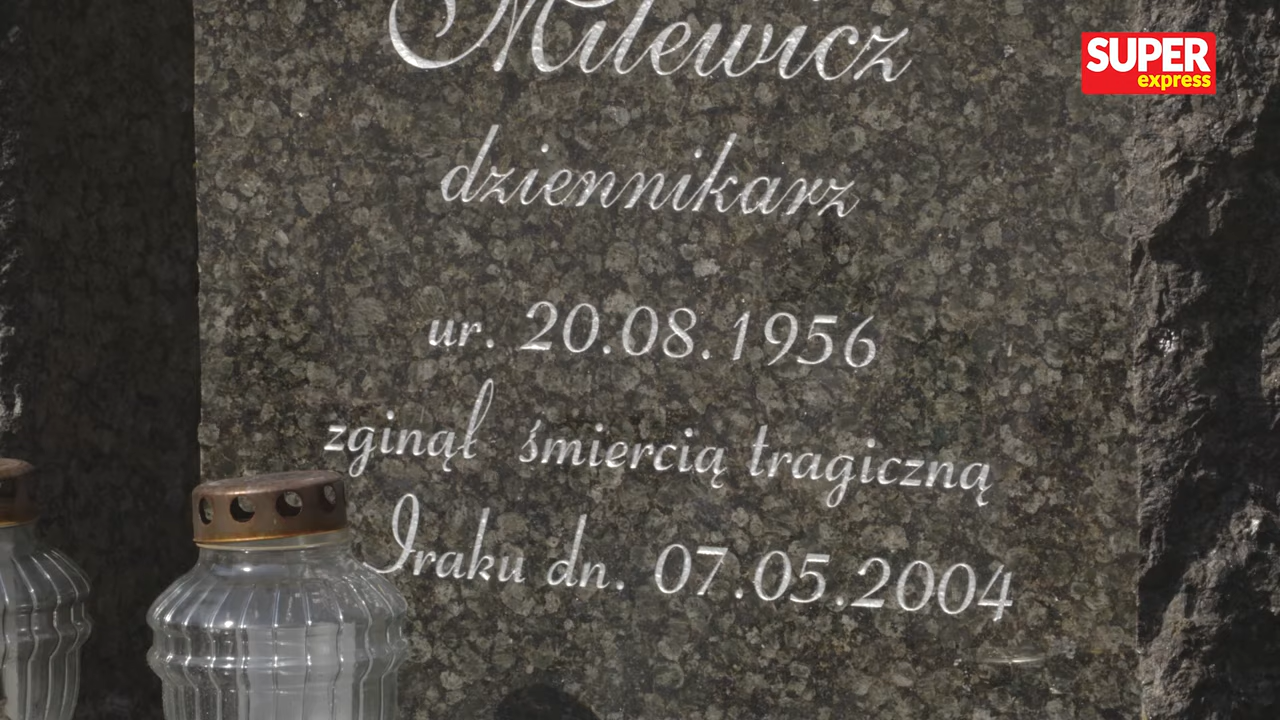 Milewicz
SUPER
express
dziennikarz
ur. 20.08.1956
zginął śmiercią tragiczną
Iraku dn. 07.05.2004